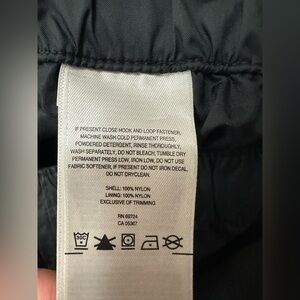 IF PRESENT CLOSE HOOK AND LOOP FASTENER,
MACHINE WASH COLD PERMANENT PRESS,
POWDERED DETERGENT, RINSE THOROUGHLY,
WASH SEPARATELY, DO NOT BLEACH, TUMBLE DRY
PERMANENT PRESS LOW, IRON LOW, DO NOT USE
FABRIC SOFTENER, IF PRESENT DO NOT IRON DECAL,
DO NOT DRYCLEAN.
SHELL: 100% NYLON
LINING: 100% NYLON
EXCLUSIVE OF TRIMMING
RN 69724
CA 05367